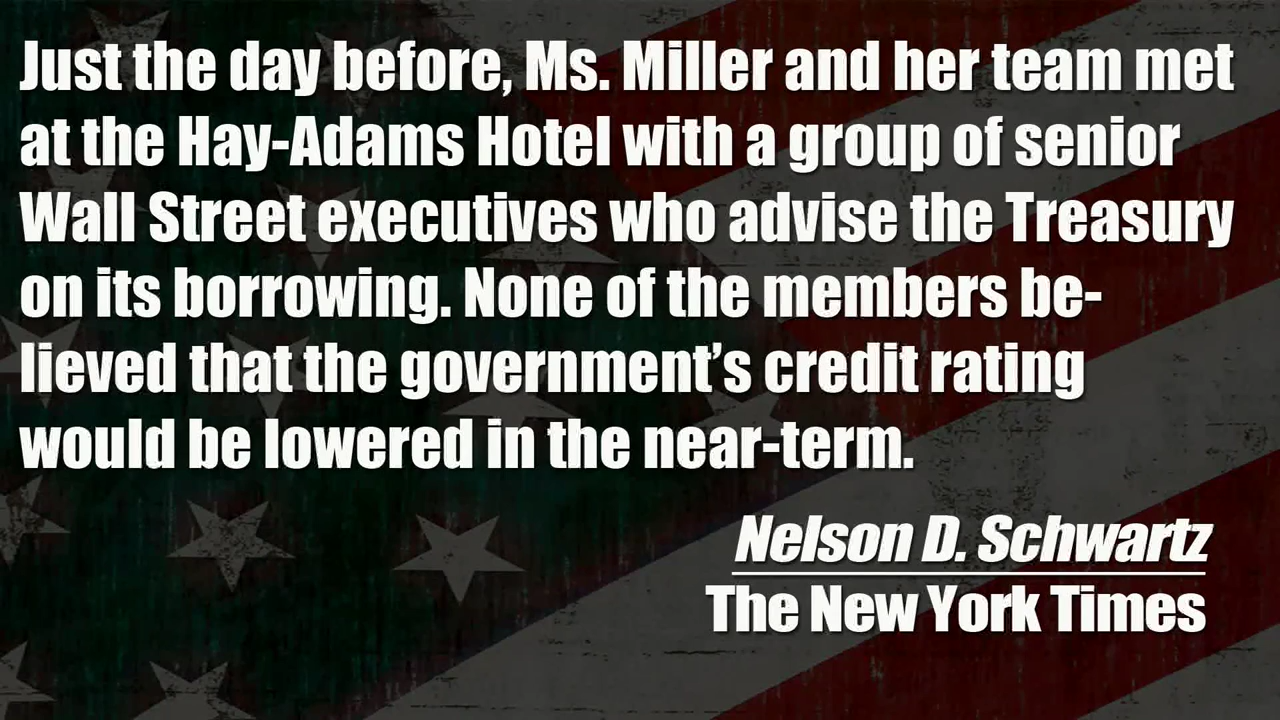 Just the day before, Ms. Miller and her team met
at the Hay-Adams Hotel with a group of senior
Wall Street executives who advise the Treasury
on its borrowing. None of the members be-
lieved that the government’s credit rating
would be lowered in the near-term.
Nelson D. Schwartz
The New York Times